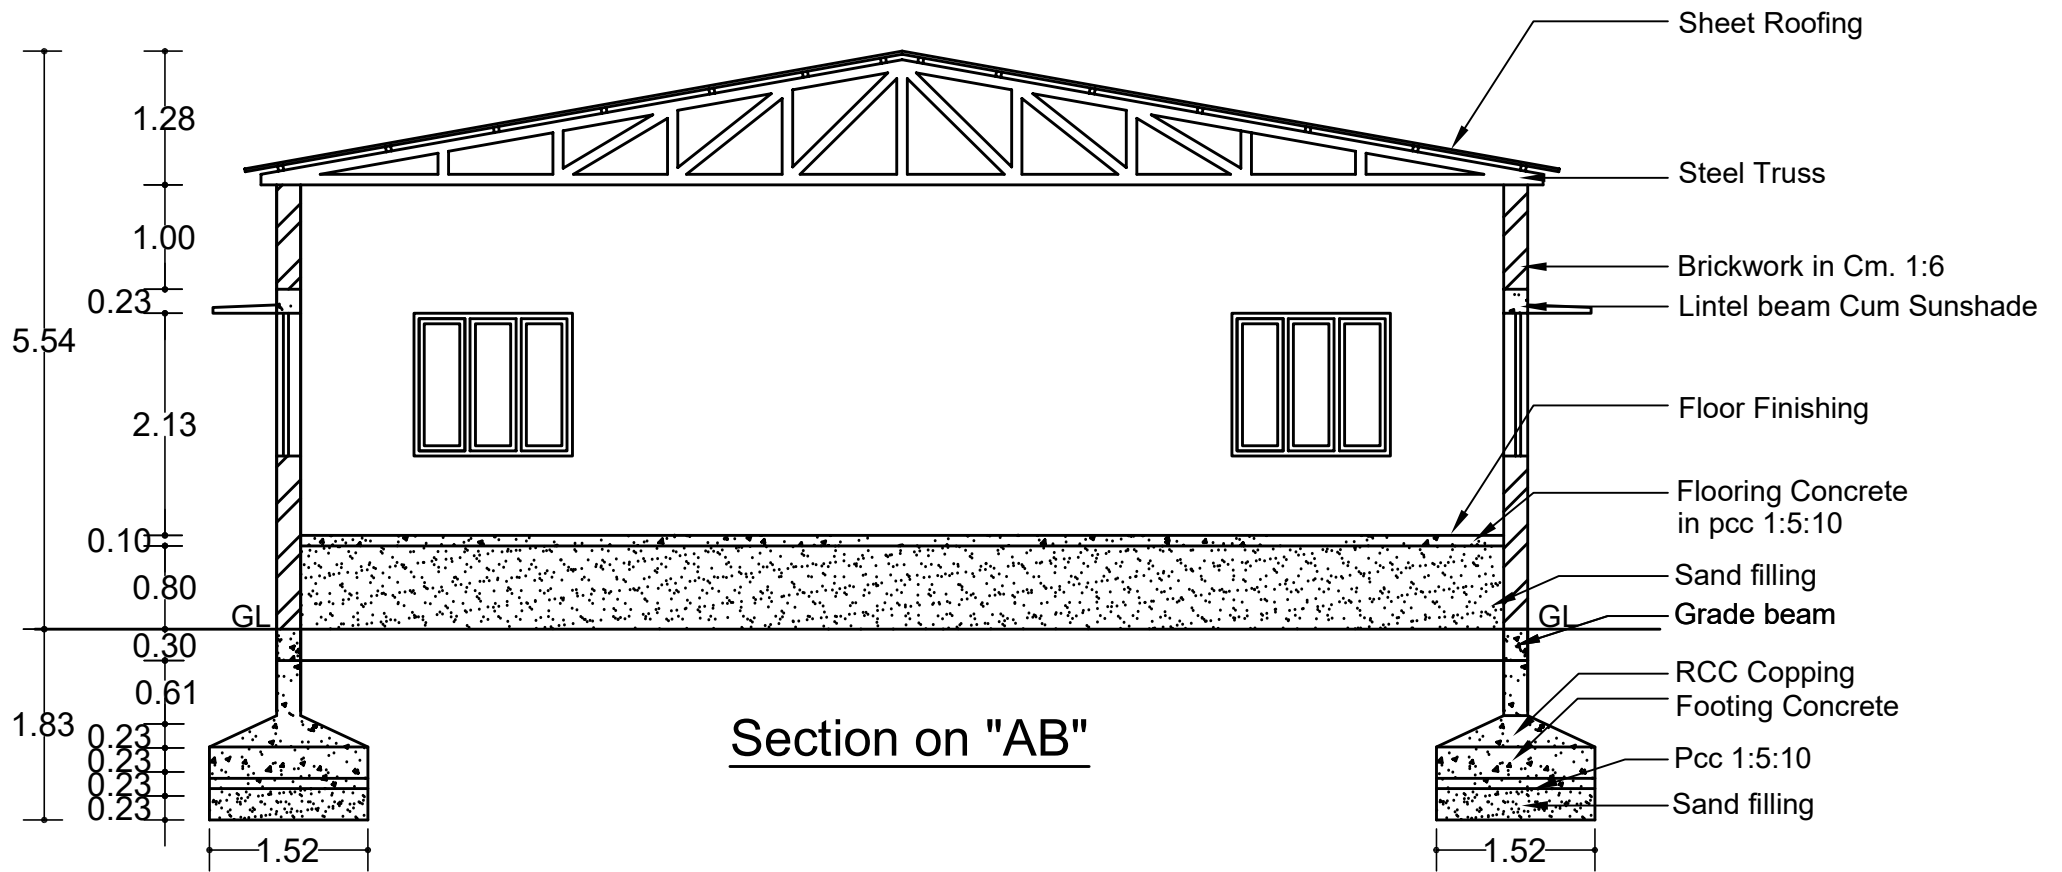 Sheet Roofing
1.28
Steel Truss
1.00
Brickwork in Cm. 1:6
0.23
Lintel beam Cum Sunshade
5.54
2.13
Floor Finishing
Flooring Concrete
in pcc 1:5:10
0.10
Sand filling
0.80
GL
GL
Grade beam
0.30
RCC Copping
0.61
Footing Concrete
1.83
0.23
Section on "AB"
0.23
Pcc 1:5:10
0.23
0.23
Sand filling
1.52
1.52